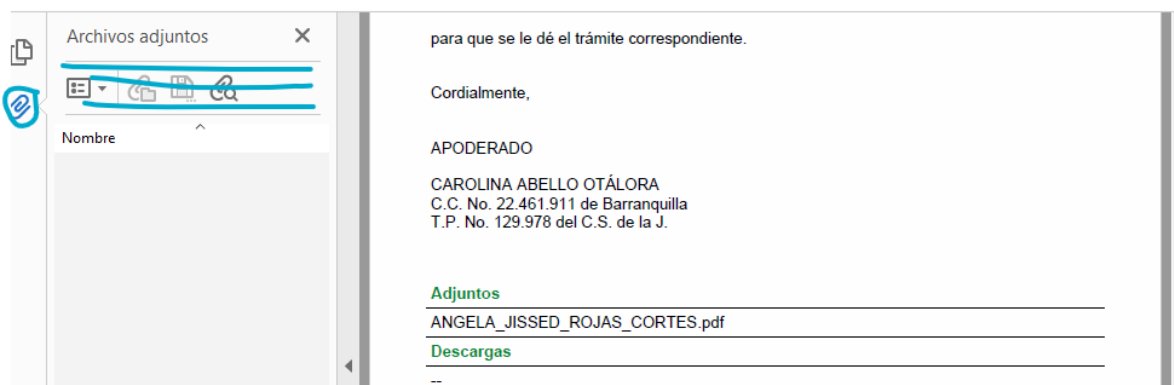 Archivos adjuntos
Nombre
para que se le dé el trámite correspondiente.
Cordialmente,
APODERADO
CAROLINA ABELLO OTÁLORA
C.C. No. 22.461.911 de Barranquilla
T.P. No. 129.978 del C.S. de la J.
Adjuntos
ANGELA_JISSED_ROJAS_CORTES.pdf
Descargas
--